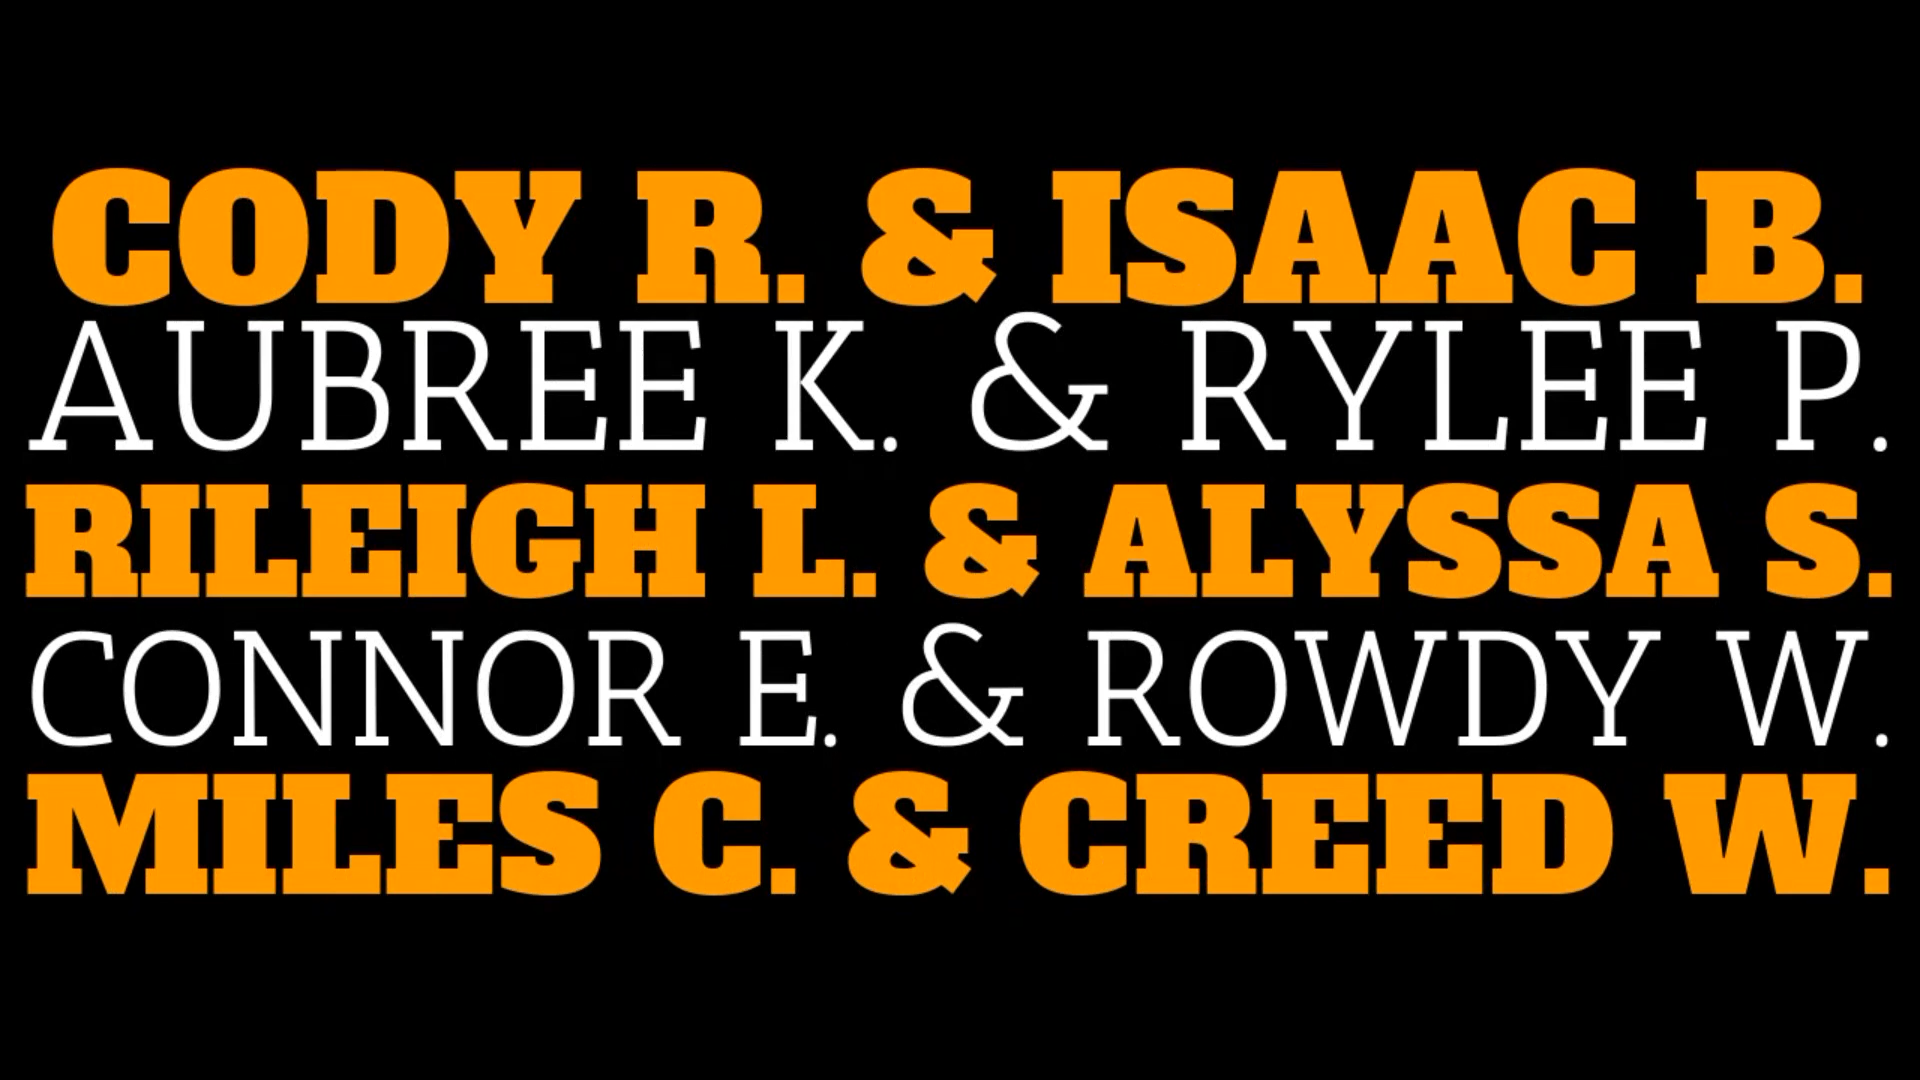 CODY R. & ISAAC B.
AUBREE K. & RYLEE P.
RILEIGH L. & ALYSSA S.
CONNOR E. & ROWDY W.
MILES C. & CREED W.